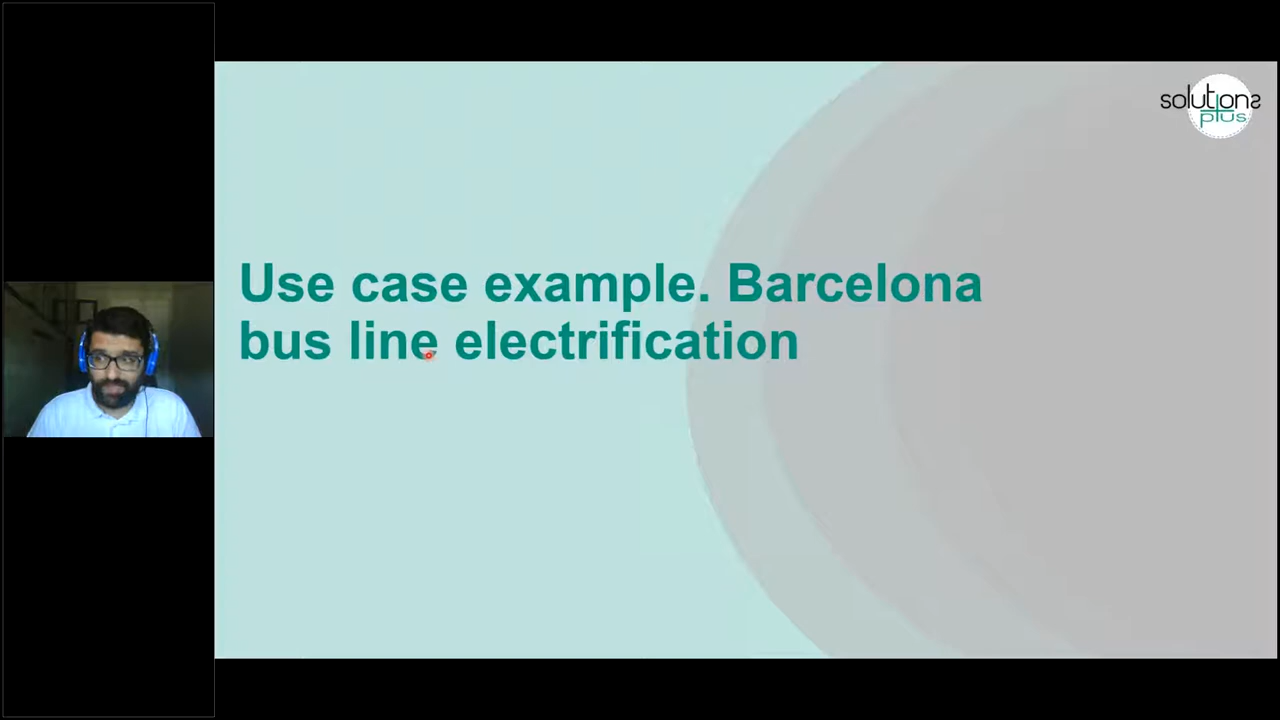 solutions
plus
Use case example. Barcelona
bus line electrification